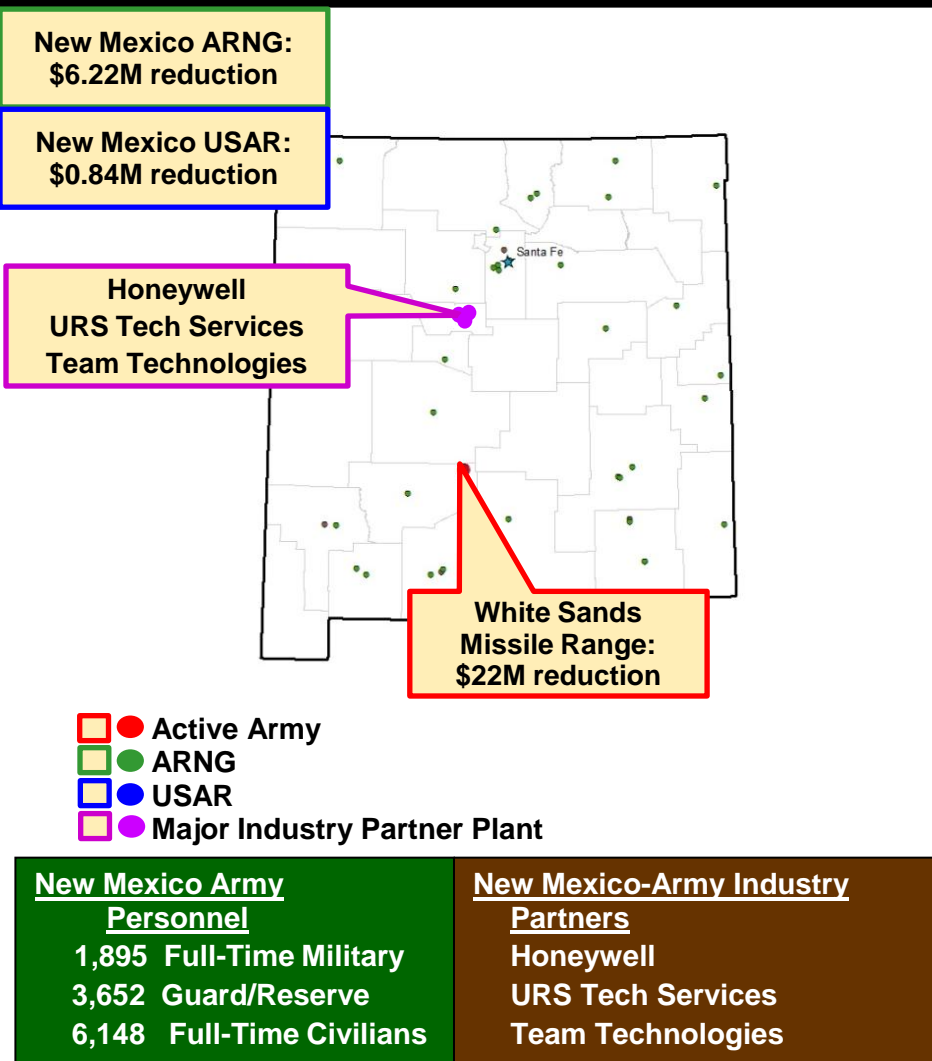 New Mexico ARNG:
$6.22M reduction
New Mexico USAR:
$0.84M reduction
Santa Fe
Honeywell
URS Tech Services
Team Technologies
White Sands
Missile Range:
$22M reduction
Active Army
ARNG
USAR
Major Industry Partner Plant
New Mexico Army
Personnel
1,895 Full-Time Military
3,652 Guard/Reserve
6,148 Full-Time Civilians
New Mexico-Army Industry
Partners
Honeywell
URS Tech Services
Team Technologies